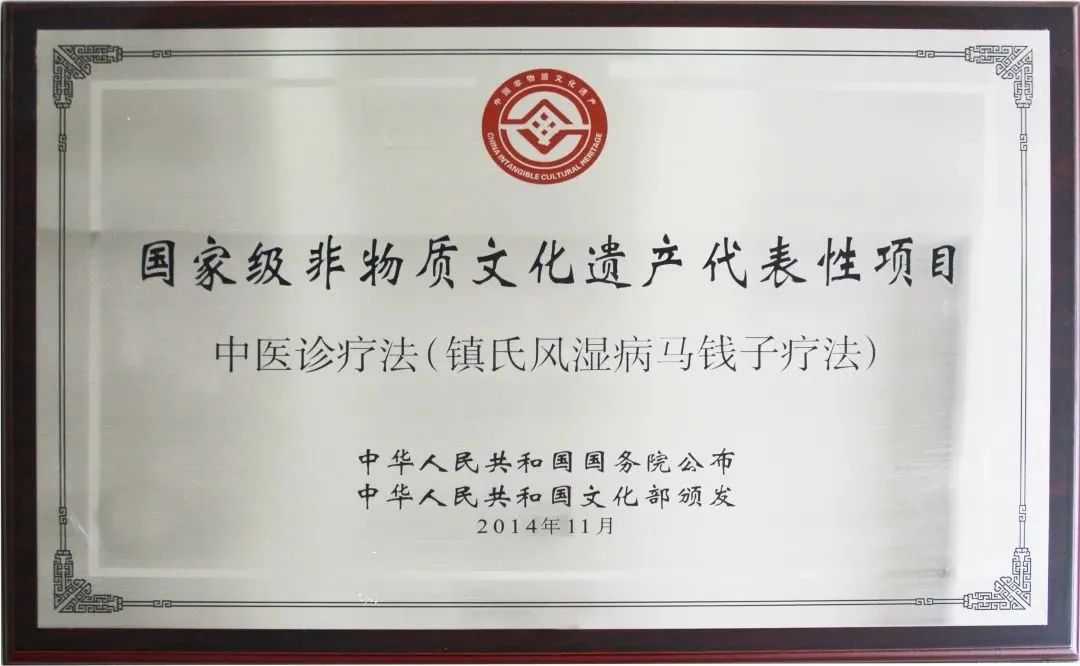 中国非物质文化遗产
CHINA INTANGIBLE CULTURAL HERITAGE
国家级非物质文化遗产代表性项目
中医诊疗法(镇氏风湿病马钱子疗法)
中华人民共和国国务院公布
中华人民共和国文化部颁发
2014年11月